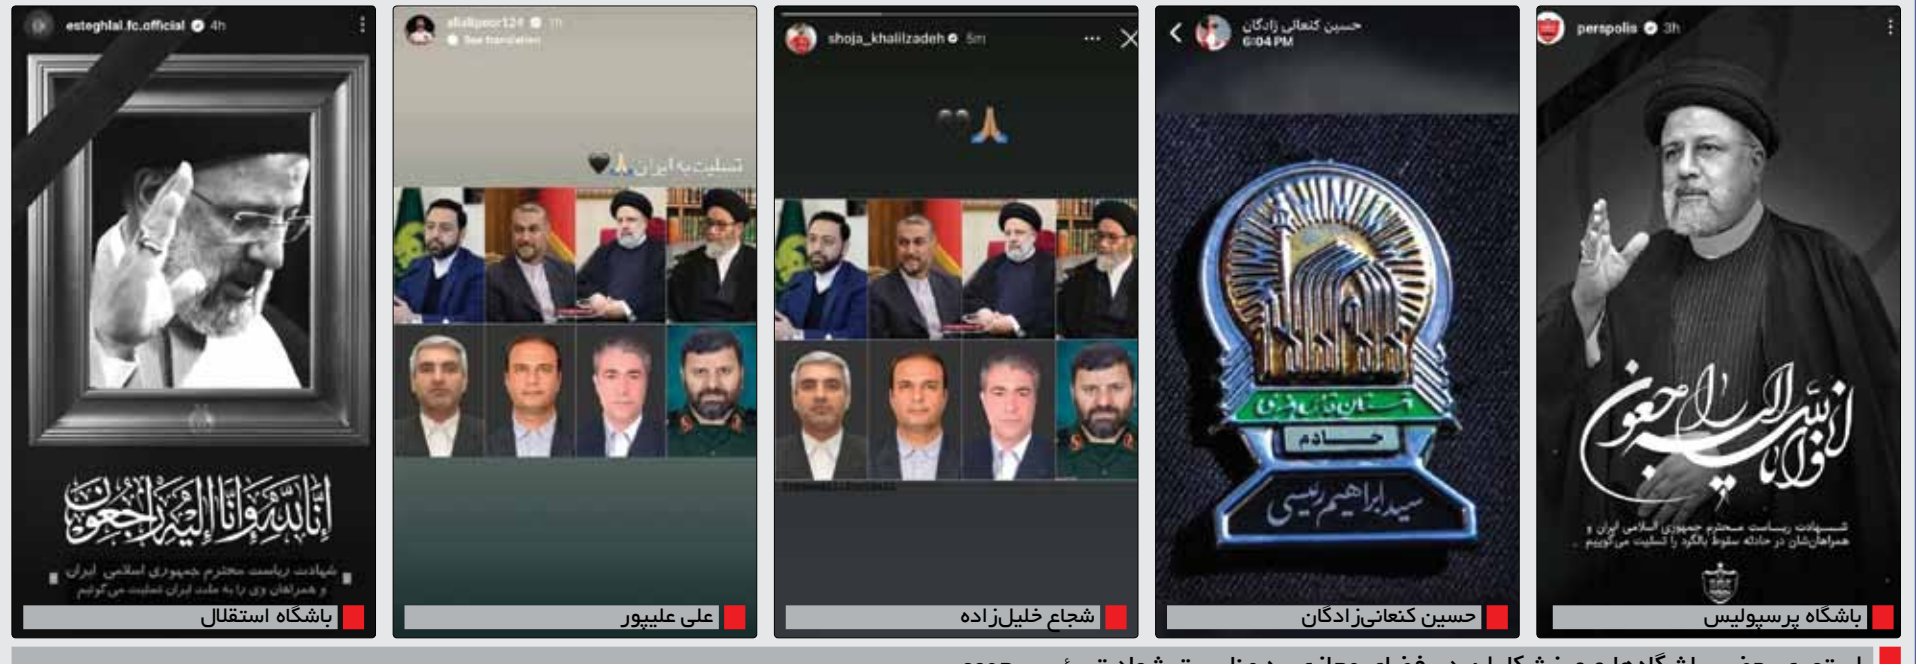 perspolis 3h
انا لله و انا الیه راجعون
شهادت ریاست محترم جمهوری اسلامی ایران و
همراهان‌شان در حادثه سقوط بالگرد را تسلیت می‌گوییم
باشگاه پرسپولیس
حسین کنعانی زادگان
6:04 PM
آستان قدس رضوی
خادم
سید ابراهیم رئیسی
حسین کنعانی‌زادگان
shoja_khalilzadeh 5m
شجاع خلیل‌زاده
alialipour124 1h
See translation
تسلیت به ایران
علی علیپور
esteghlal.fc.official 4h
إنا لله وإنا إليه راجعون
شهادت ریاست محترم جمهوری اسلامی ایران
و همراهان وی را به ملت ایران تسلیت می‌گوئیم
باشگاه استقلال